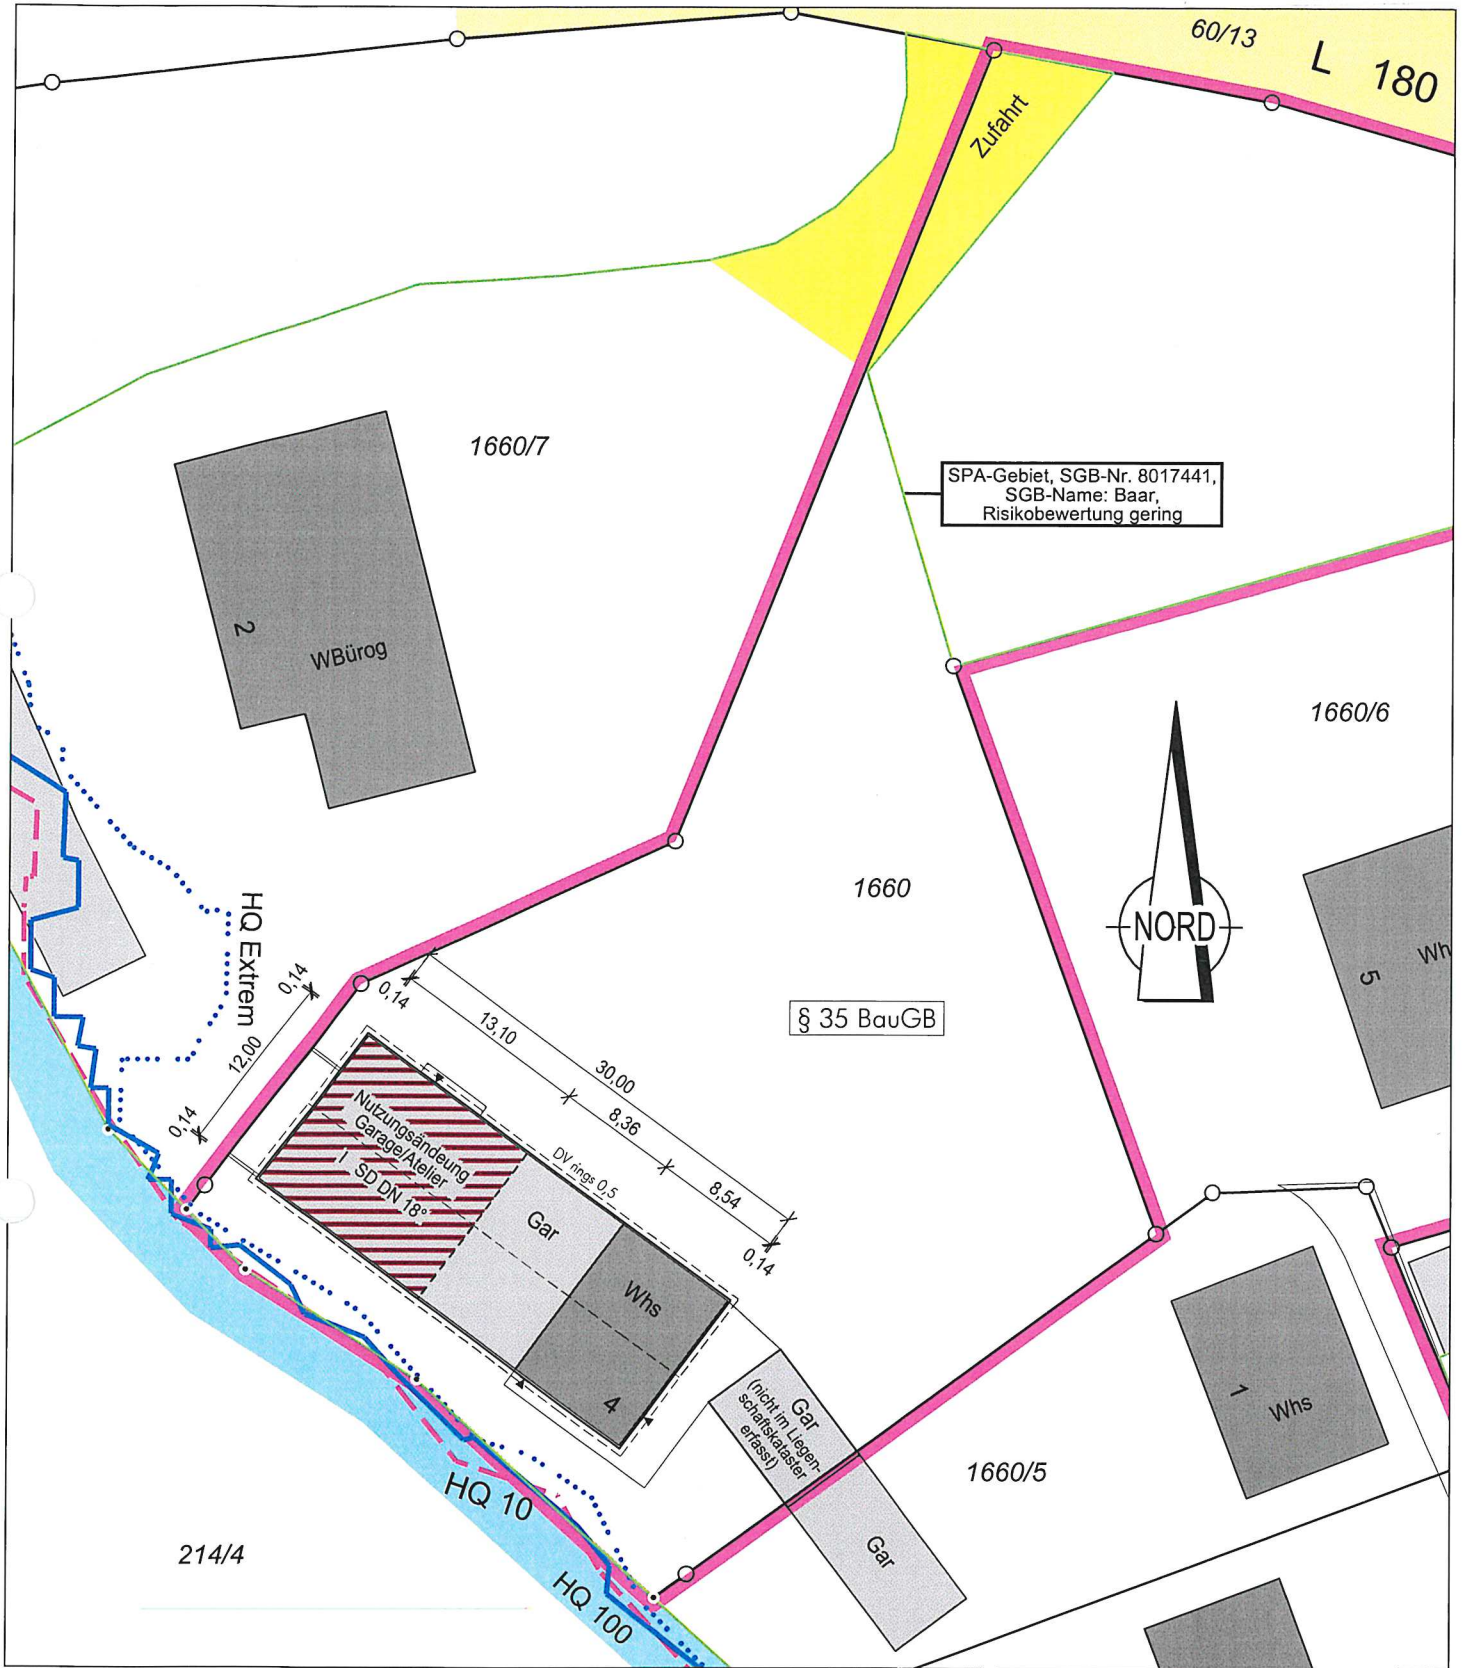 60/13
L 180
Zufahrt
1660/7
SPA-Gebiet, SGB-Nr. 8017441,
SGB-Name: Baar,
Risikobewertung gering
2
WBürog
1660/6
1660
NORD
5
Wh
HQ Extrem
§ 35 BauGB
0,14
12,00
0,14
0,14
13,10
30,00
8,36
8,54
0,14
Nutzungsändeung
Garage/Atelier
I SD DN 18°
DV rings 0,5
Gar
Whs
4
Gar
(nicht im Liegen-
schaftskataster
erfasst)
Gar
1
Whs
1660/5
HQ 10
HQ 100
214/4